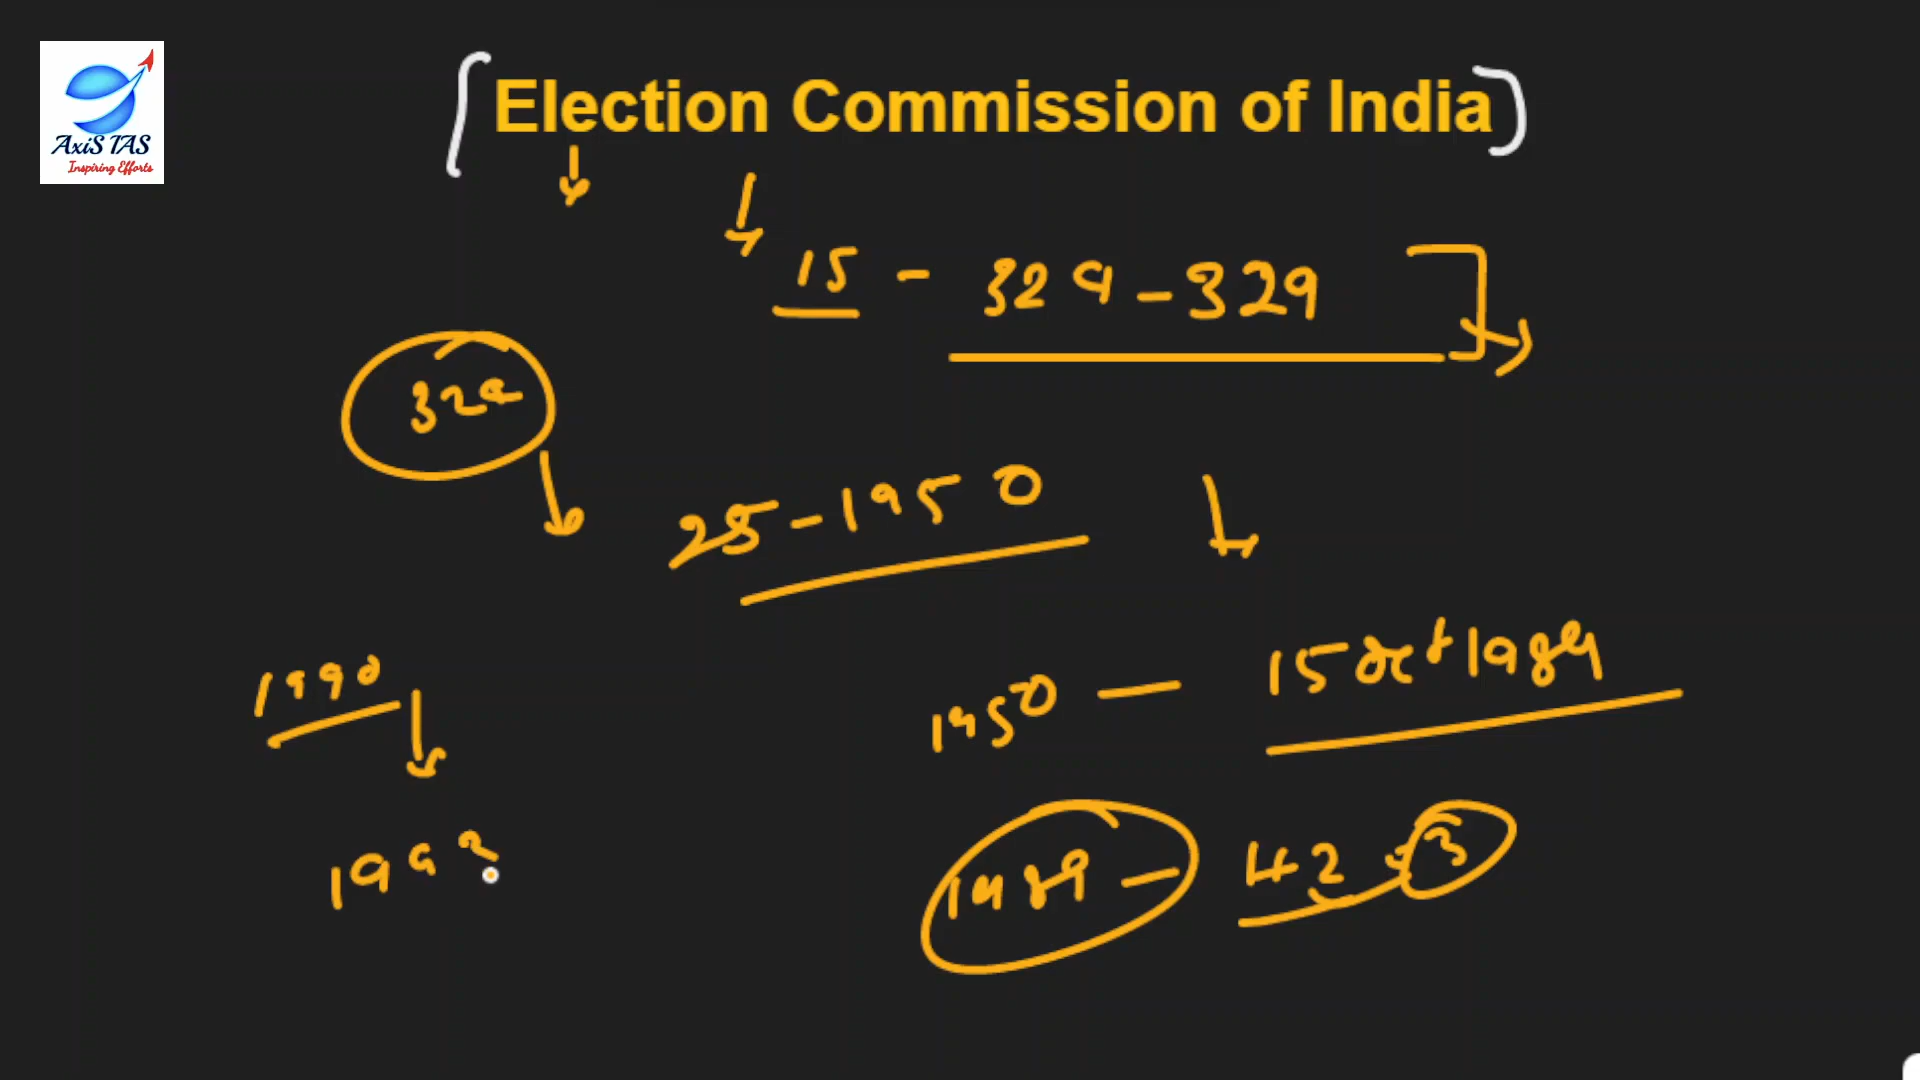 AxiS TAS
Inspiring Efforts
Election Commission of India
15 - 324 - 329
324
25 - 1950
1950 - 15 Oct 1989
1990
1989 - 42
3